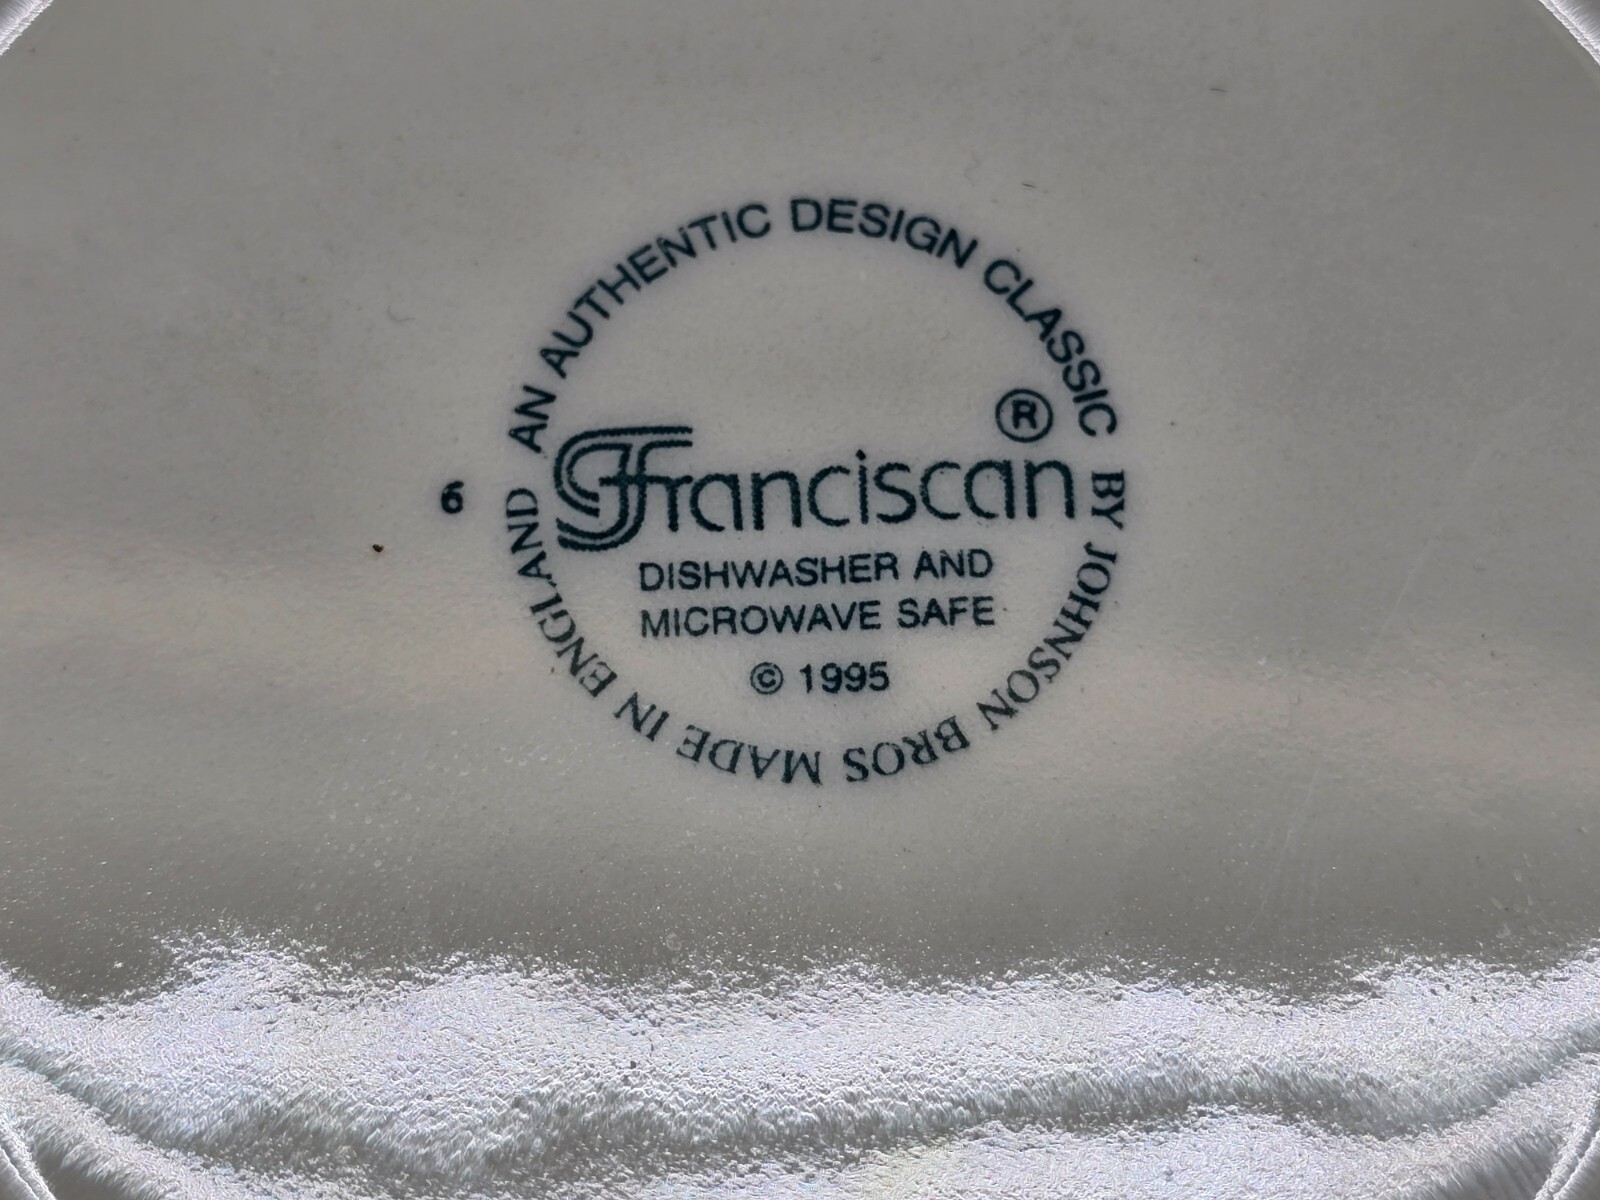 AN AUTHENTIC DESIGN CLASSIC
BY JOHNSON BROS MADE IN ENGLAND
6
Franciscan®
DISHWASHER AND
MICROWAVE SAFE
© 1995